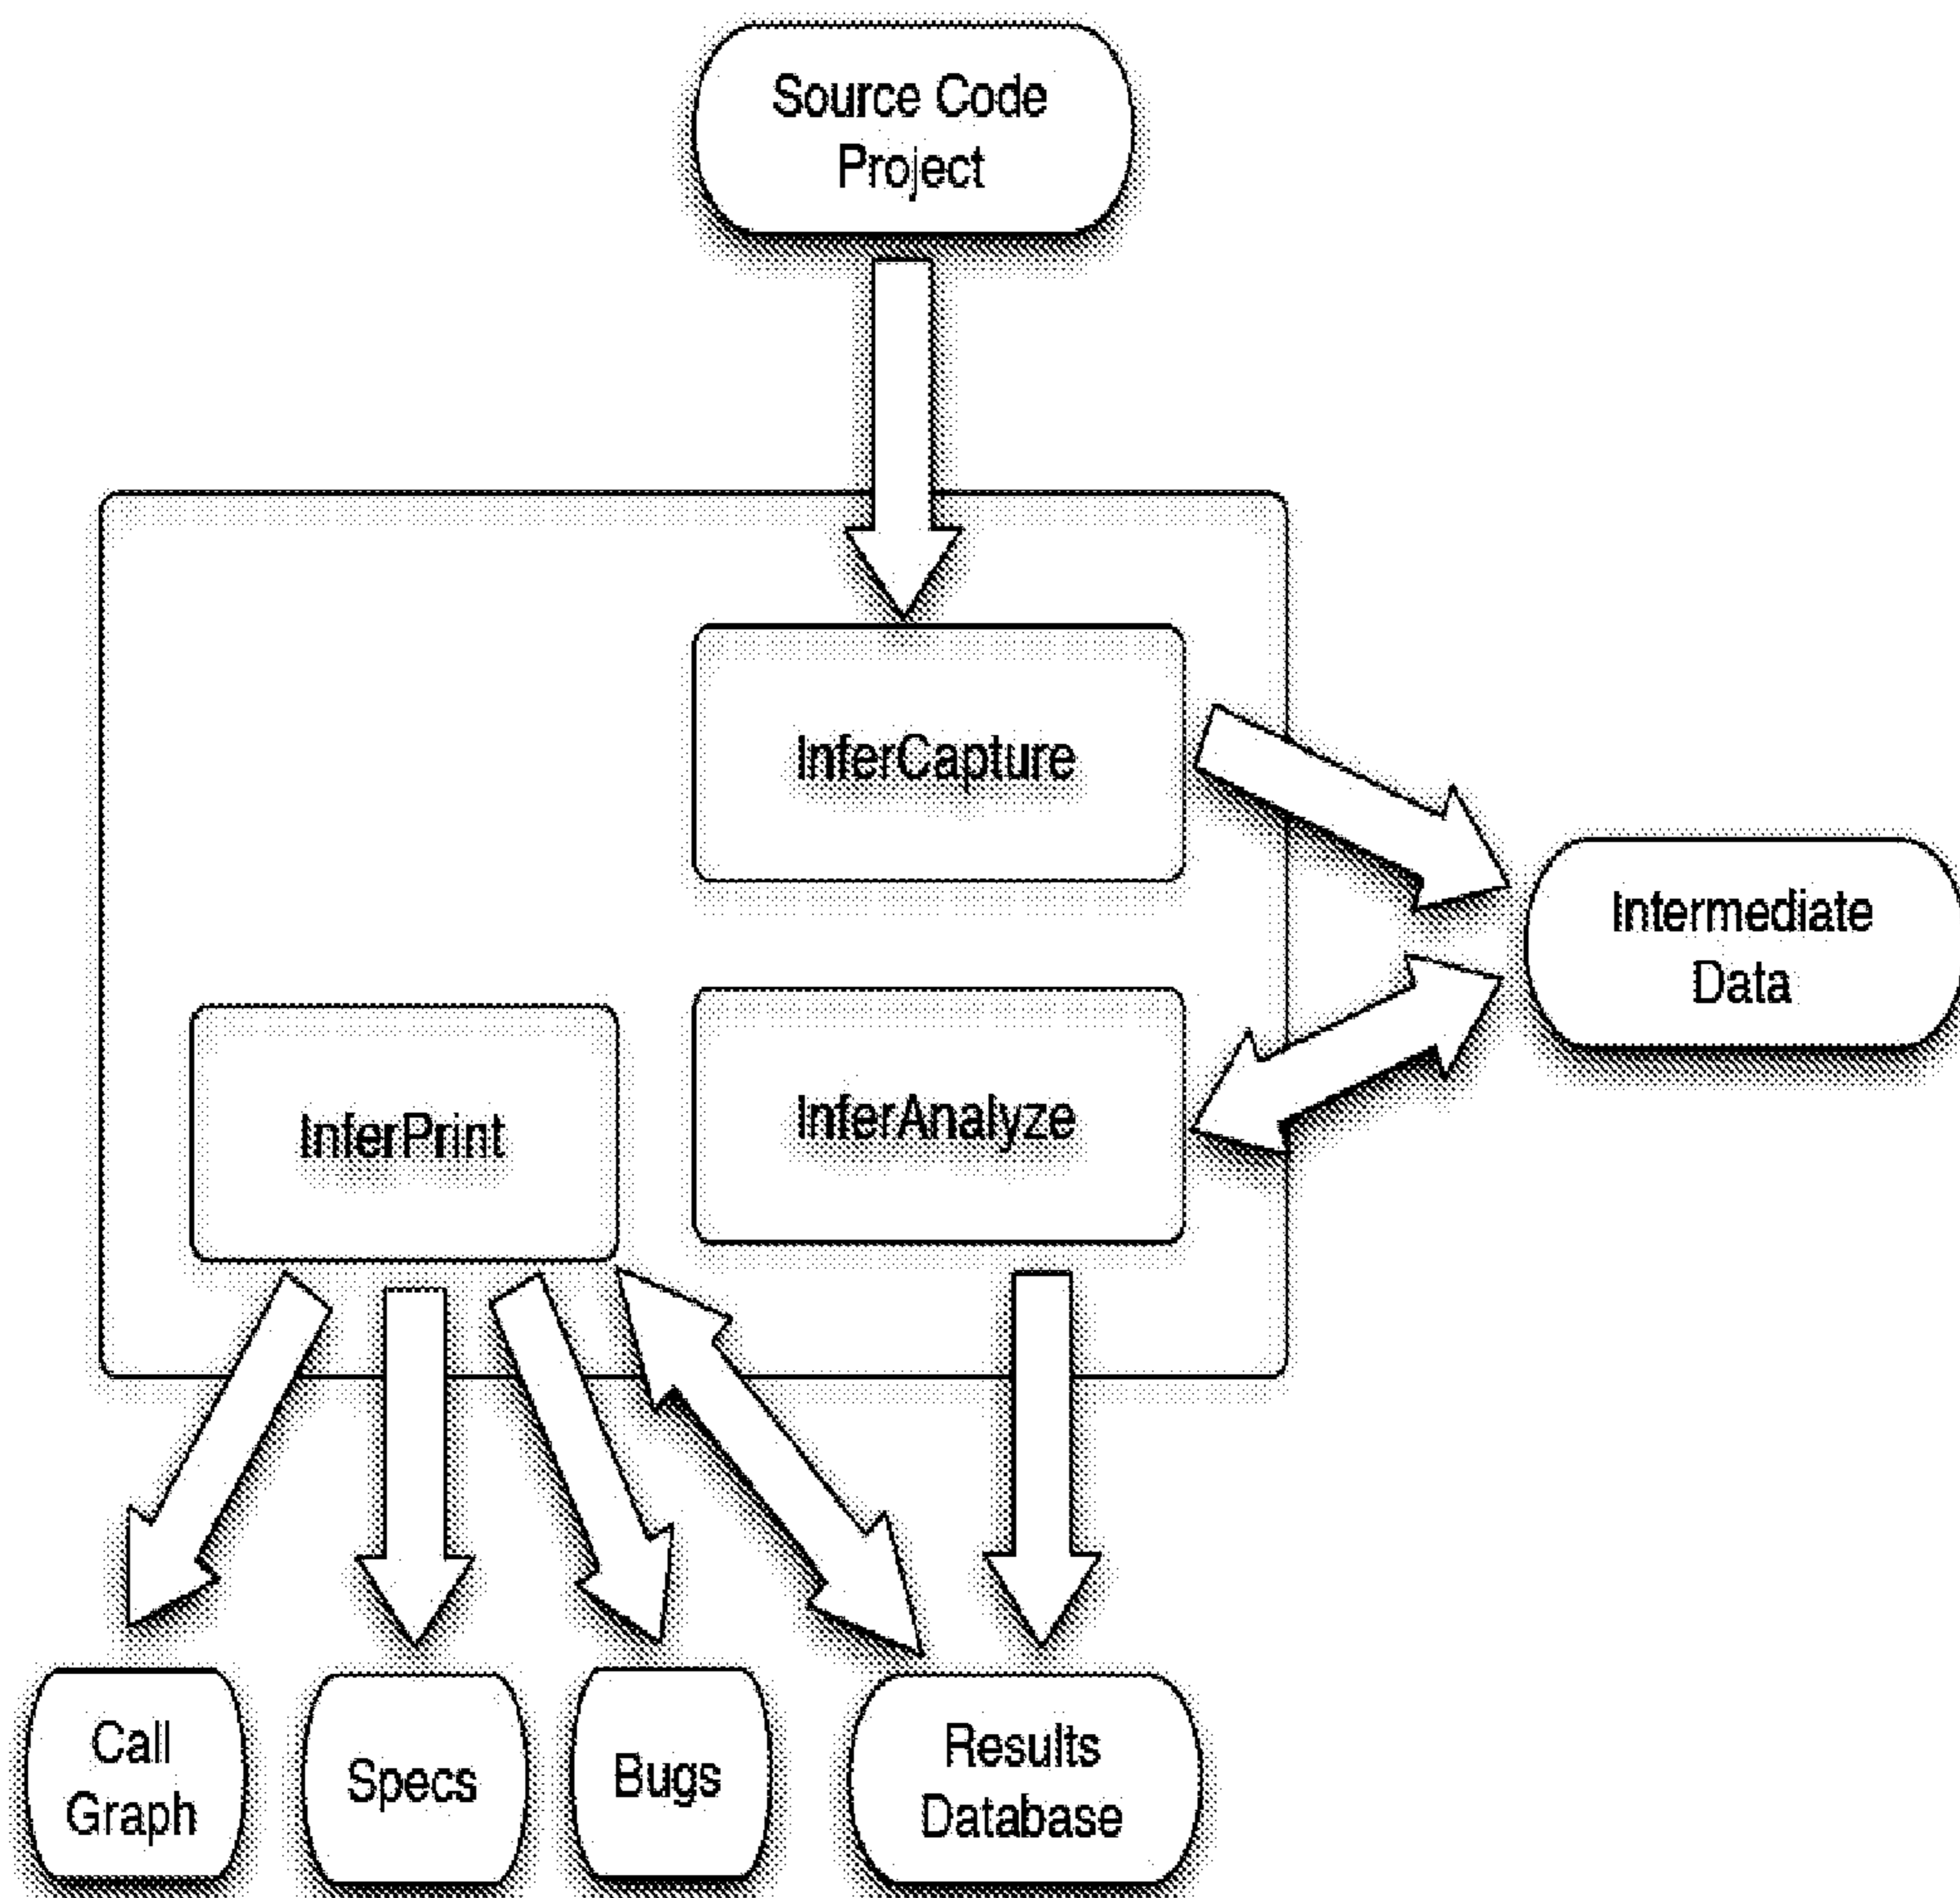 Source Code
Project
InferCapture
Intermediate
Data
InferPrint
InferAnalyze
Call
Graph
Specs
Bugs
Results
Database